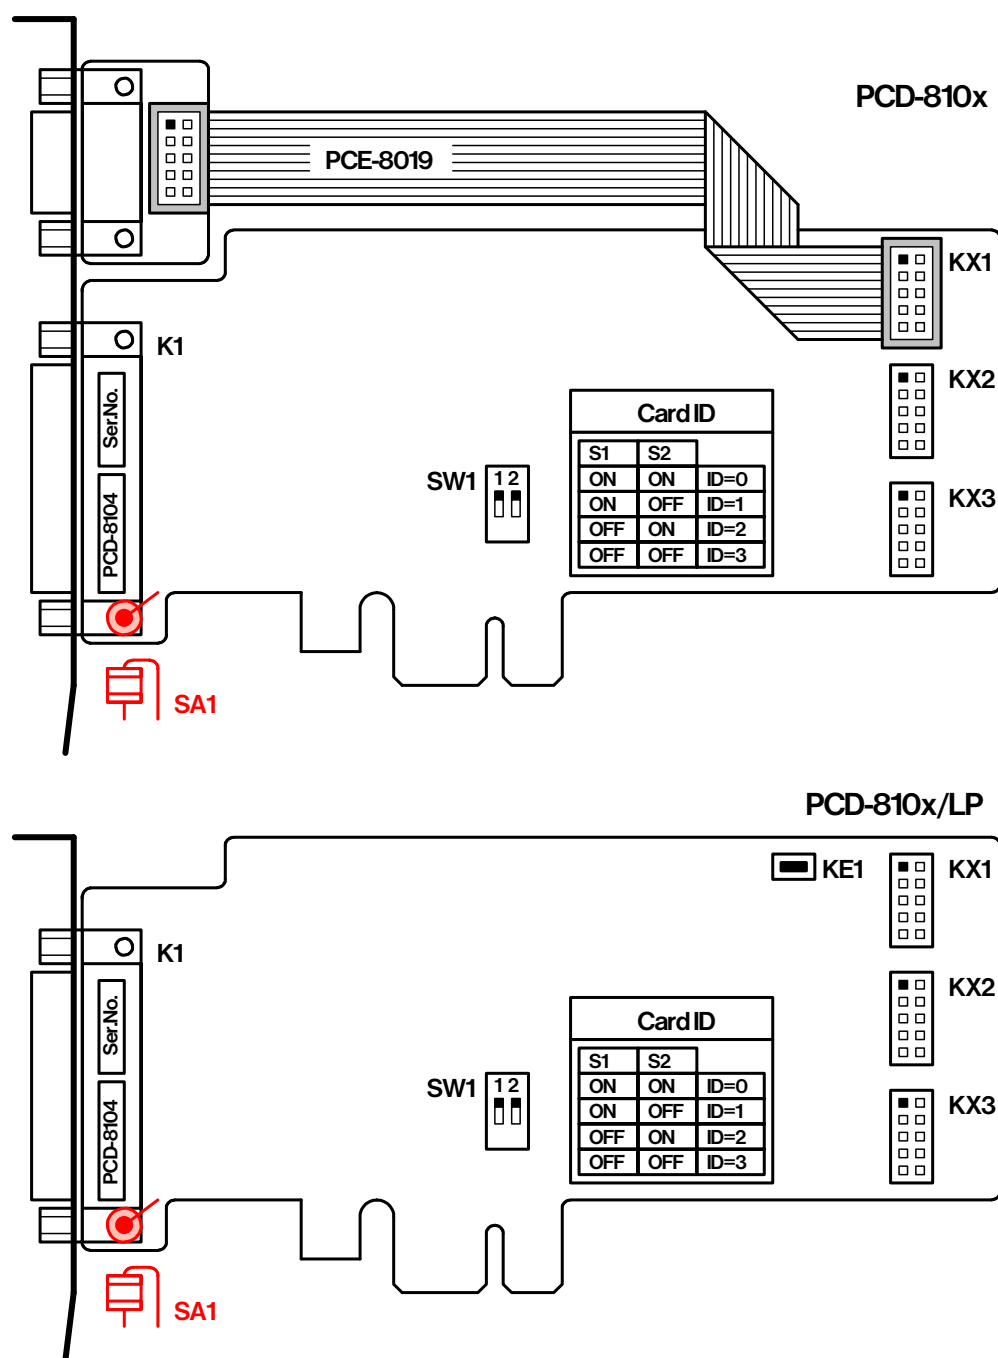 PCD-810x
PCE-8019
KX1
K1
KX2
Ser.No.
Card ID
S1 S2
SW1 1 2
ON ON ID=0
ON OFF ID=1
OFF ON ID=2
OFF OFF ID=3
KX3
PCD-8104
SA1
PCD-810x/LP
KE1
KX1
K1
KX2
Ser.No.
Card ID
S1 S2
SW1 1 2
ON ON ID=0
ON OFF ID=1
OFF ON ID=2
OFF OFF ID=3
KX3
PCD-8104
SA1